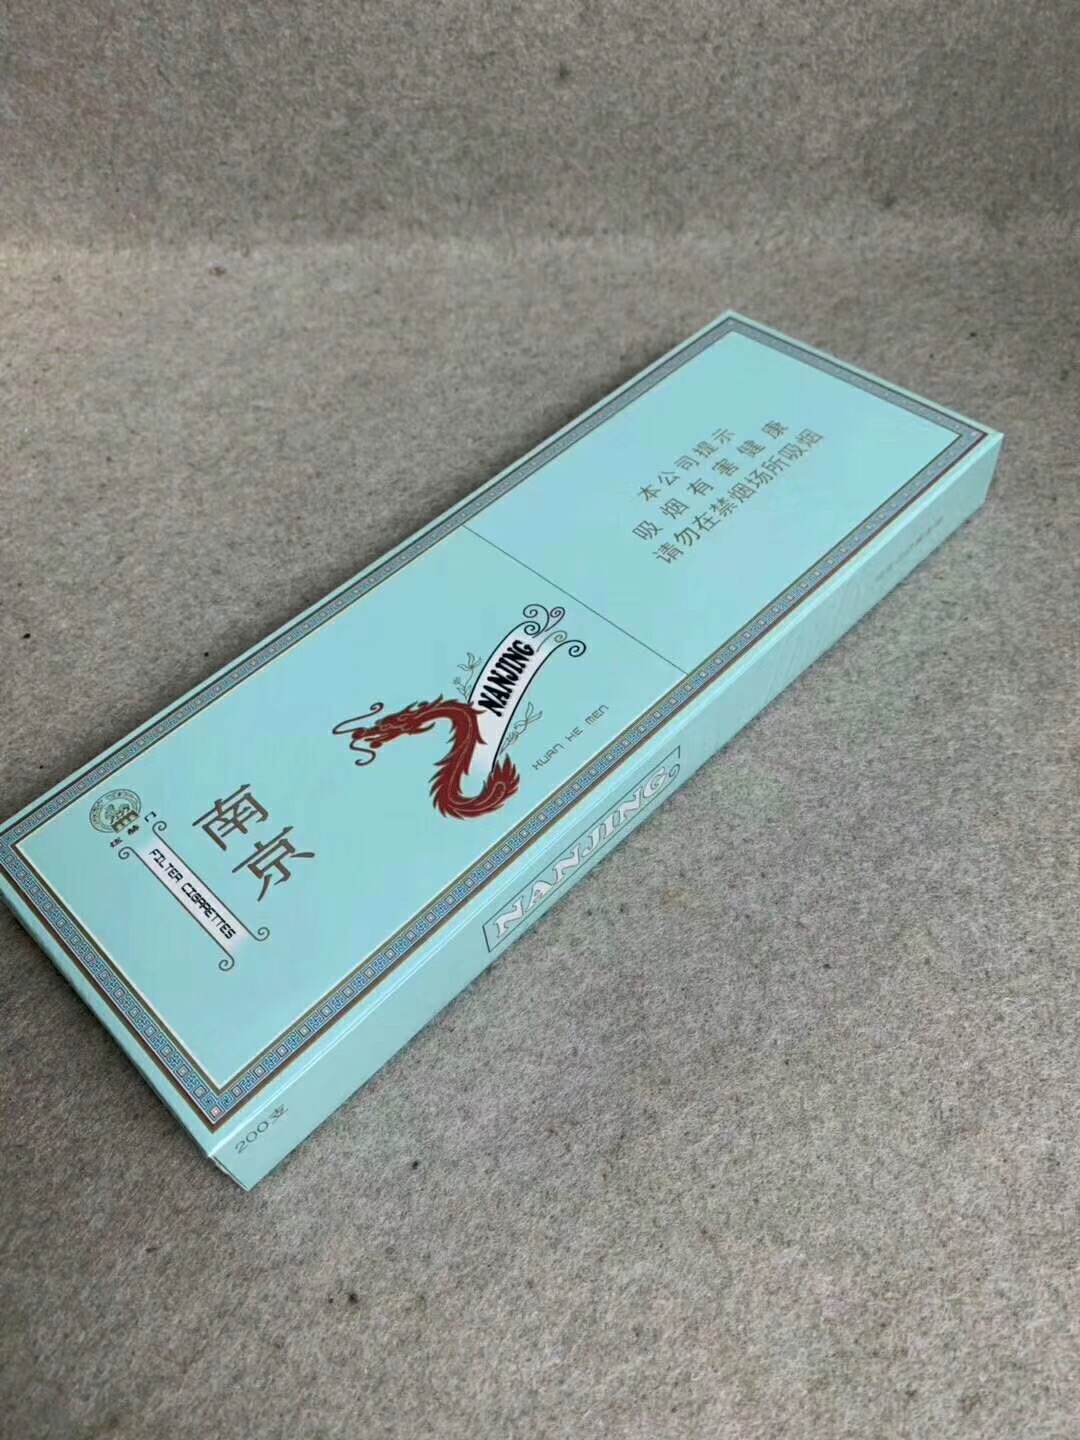 本公司提示
吸烟有害健康
请勿在禁烟场所吸烟
NANJING
HUAN HE MEN
南京
FILTER CIGARETTES
NANJING
200支